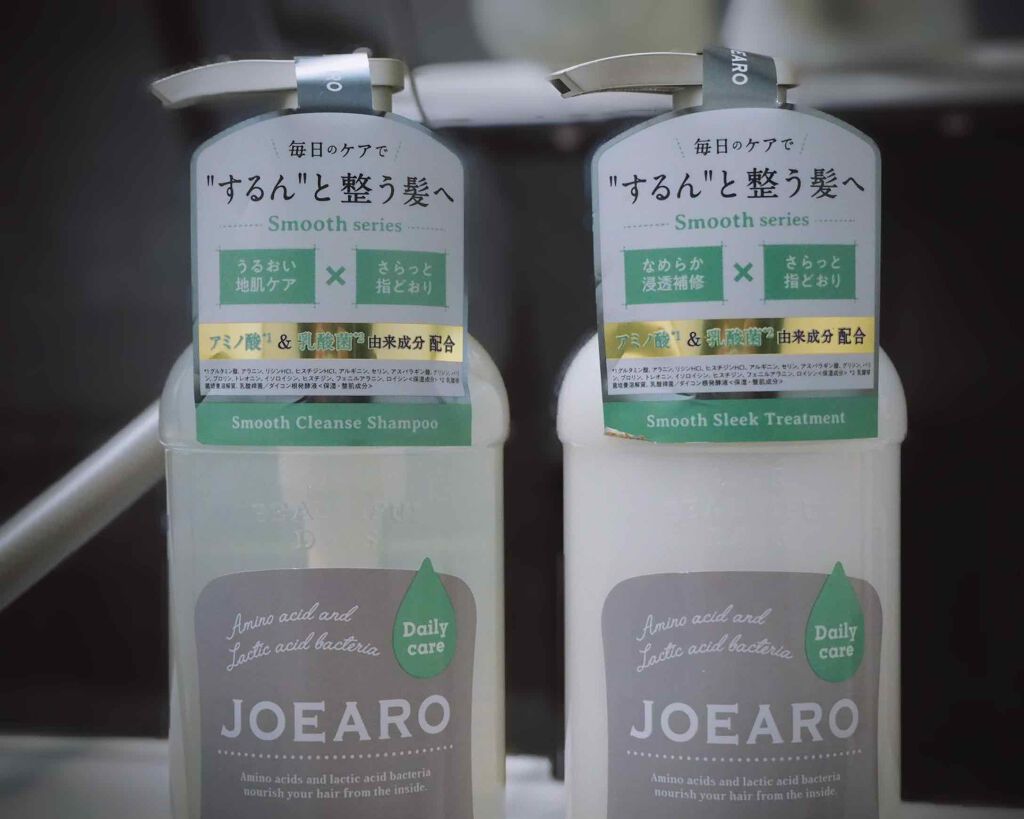 RO
毎日のケアで
"するん"と整う髪へ
Smooth series
うるおい
地肌ケア
×
さらっと
指どおり
アミノ酸*1 & 乳酸菌*2 由来成分 配合
Smooth Cleanse Shampoo
Amino acid and
Lactic acid bacteria
Daily
care
JOEARO
Amino acids and lactic acid bacteria
nourish your hair from the inside.
EARO
毎日のケアで
"するん"と整う髪へ
Smooth series
なめらか
浸透補修
×
さらっと
指どおり
アミノ酸*1 & 乳酸菌*2 由来成分 配合
Smooth Sleek Treatment
Amino acid and
Lactic acid bacteria
Daily
care
JOEARO
Amino acids and lactic acid bacteria
nourish your hair from the inside.